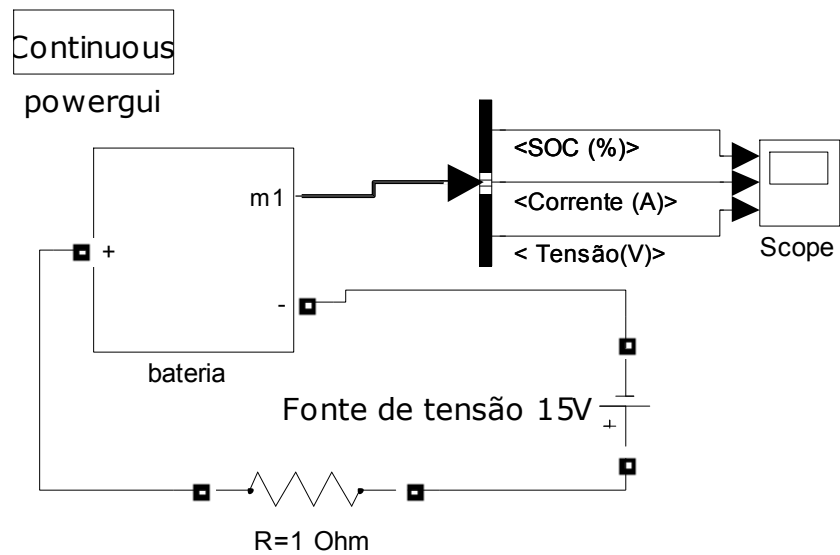 Continuous
powergui
m1
<SOC (%)>
<Corrente (A)>
< Tensão(V)>
Scope
+
-
bateria
Fonte de tensão 15V
+
R=1 Ohm